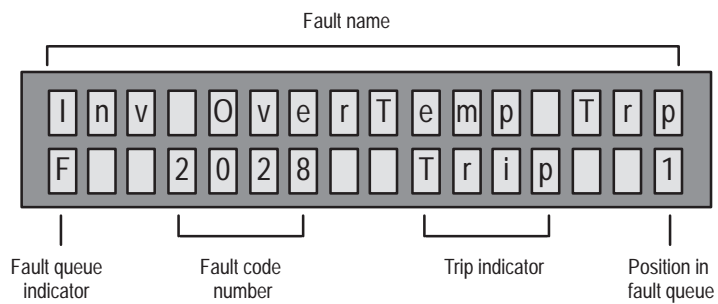 Fault name
Inv OverTemp Trp
F  2028  Trip  1
Fault queue indicator
Fault code number
Trip indicator
Position in fault queue